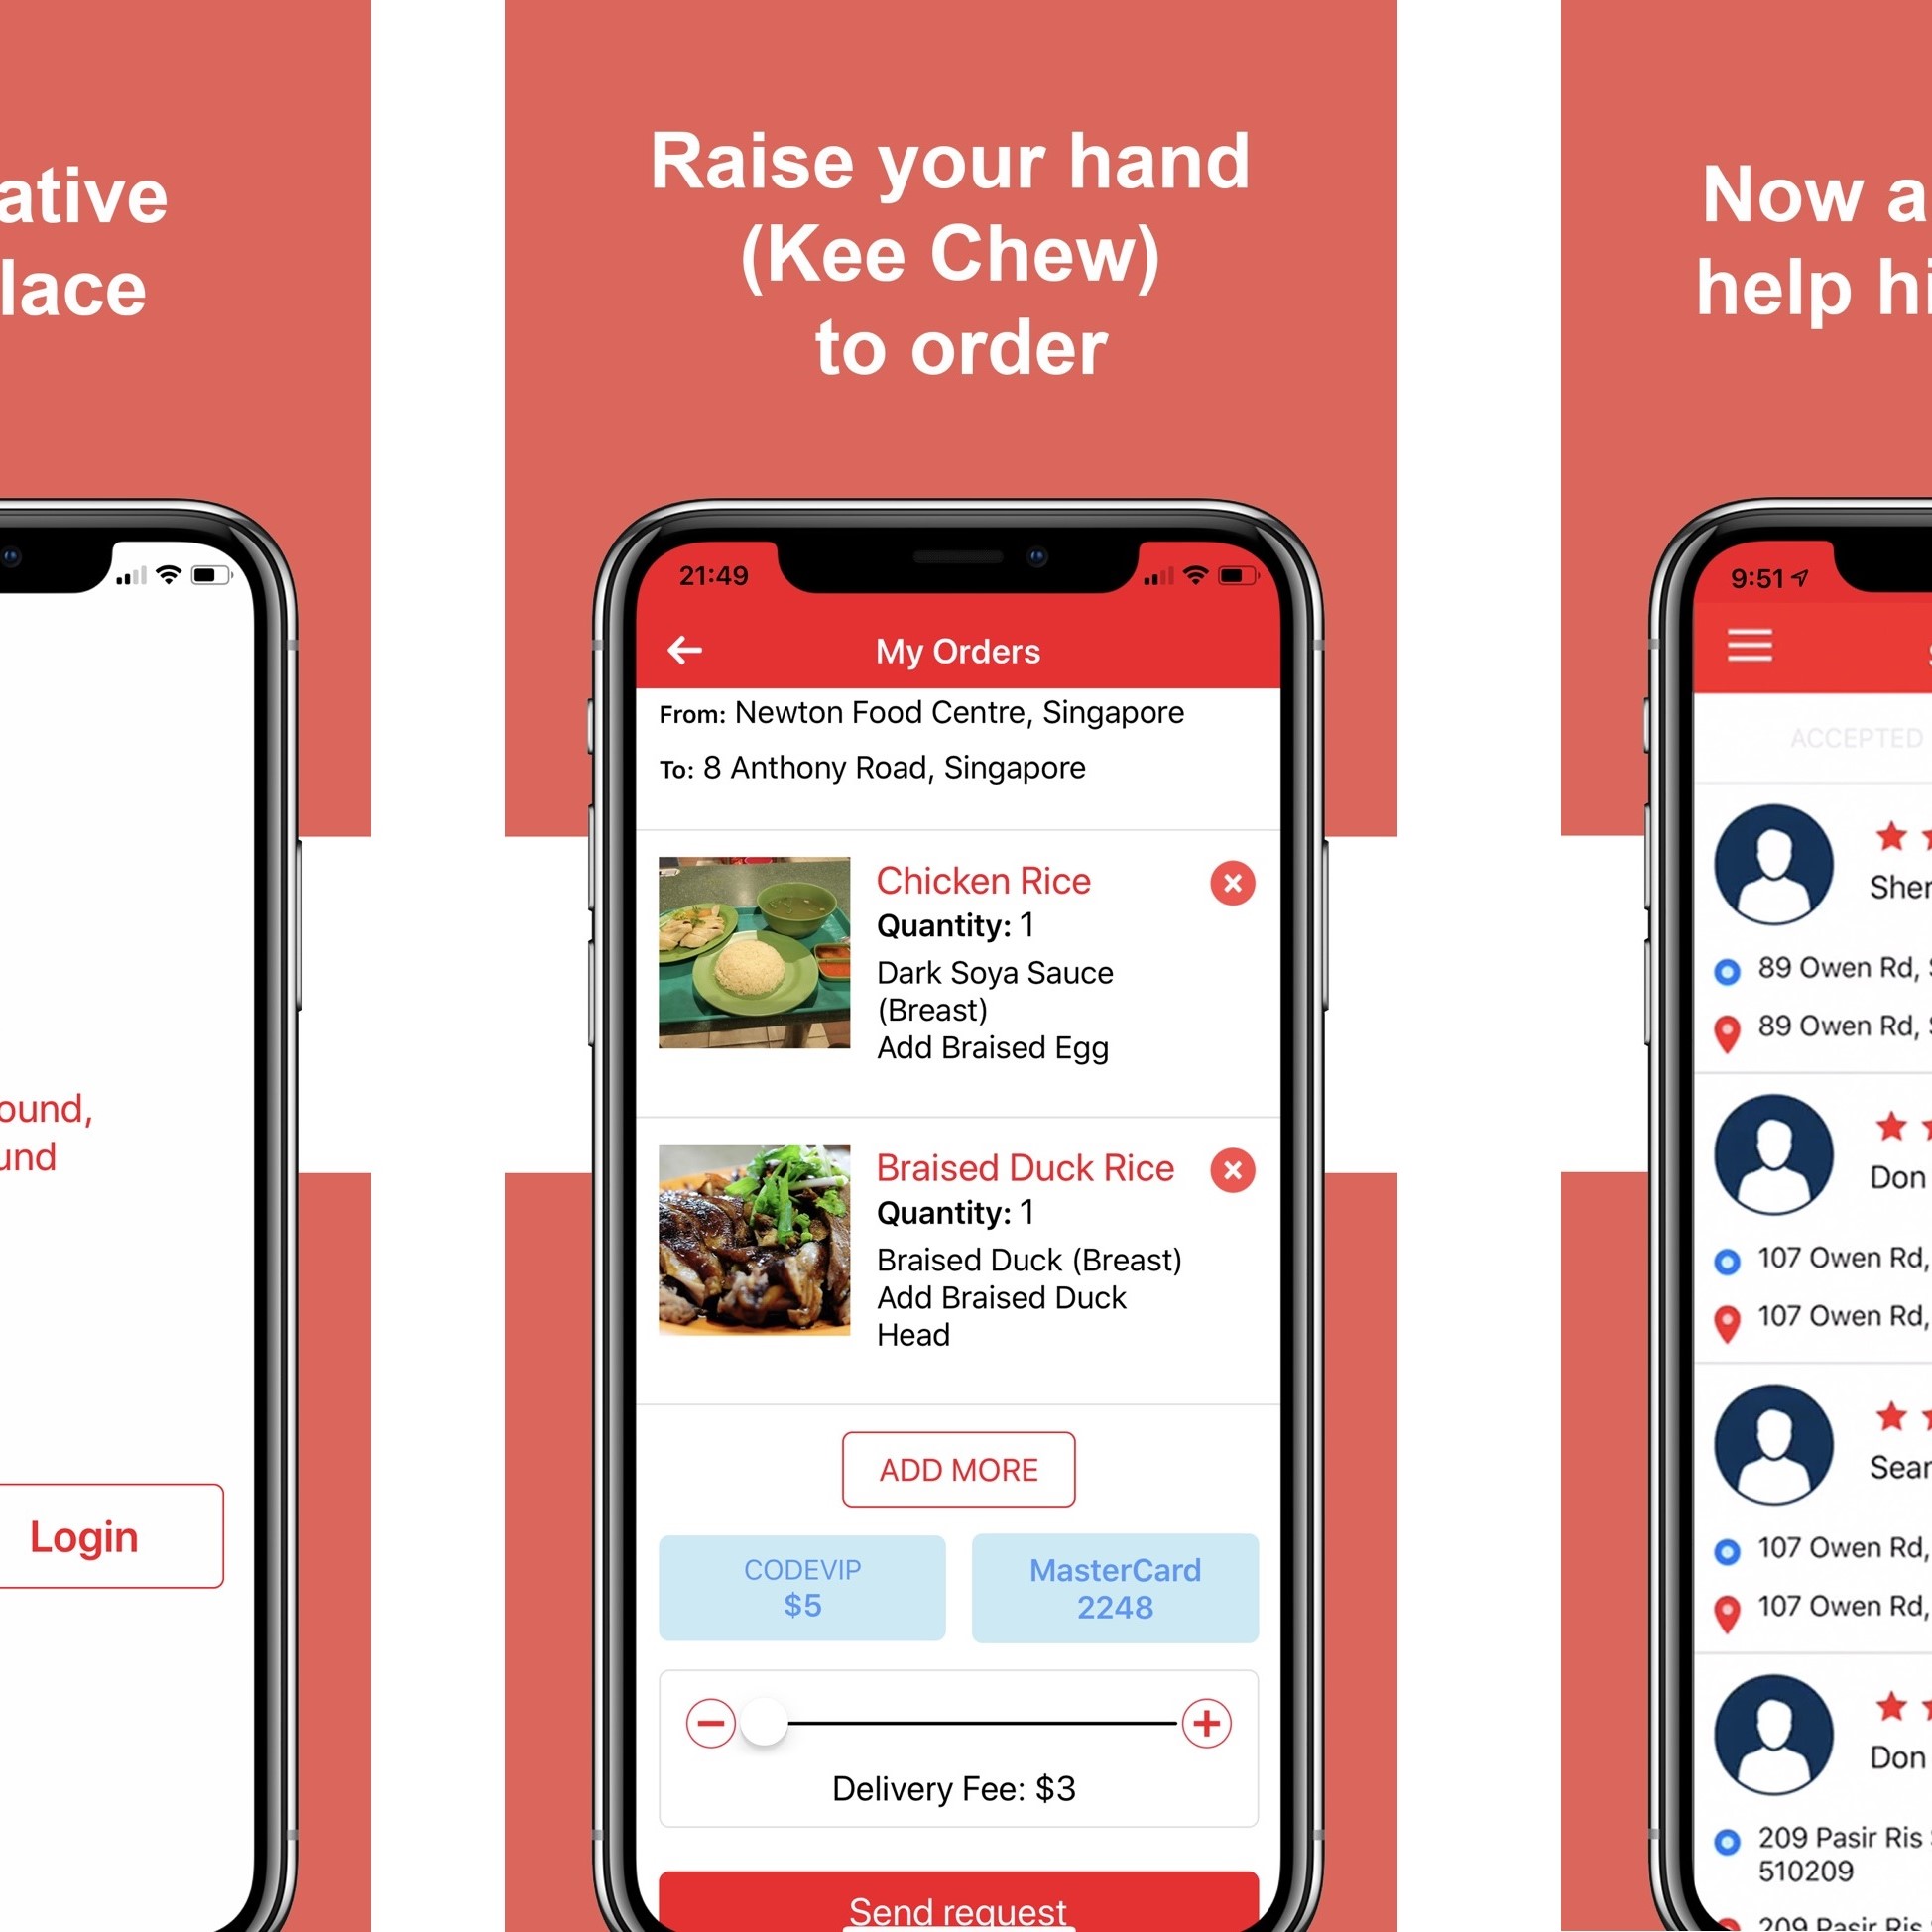 ative
lace
ound,
und
Login
Raise your hand
(Kee Chew)
to order
21:49
My Orders
From: Newton Food Centre, Singapore
To: 8 Anthony Road, Singapore
Chicken Rice
Quantity: 1
Dark Soya Sauce
(Breast)
Add Braised Egg
Braised Duck Rice
Quantity: 1
Braised Duck (Breast)
Add Braised Duck
Head
ADD MORE
CODEVIP
$5
MasterCard
2248
Delivery Fee: $3
Send request
Now a
help hi
9:51
ACCEPTED
Sher
89 Owen Rd,
89 Owen Rd,
Don
107 Owen Rd,
107 Owen Rd,
Sean
107 Owen Rd,
107 Owen Rd,
Don
209 Pasir Ris
510209
209 Pasir Ris